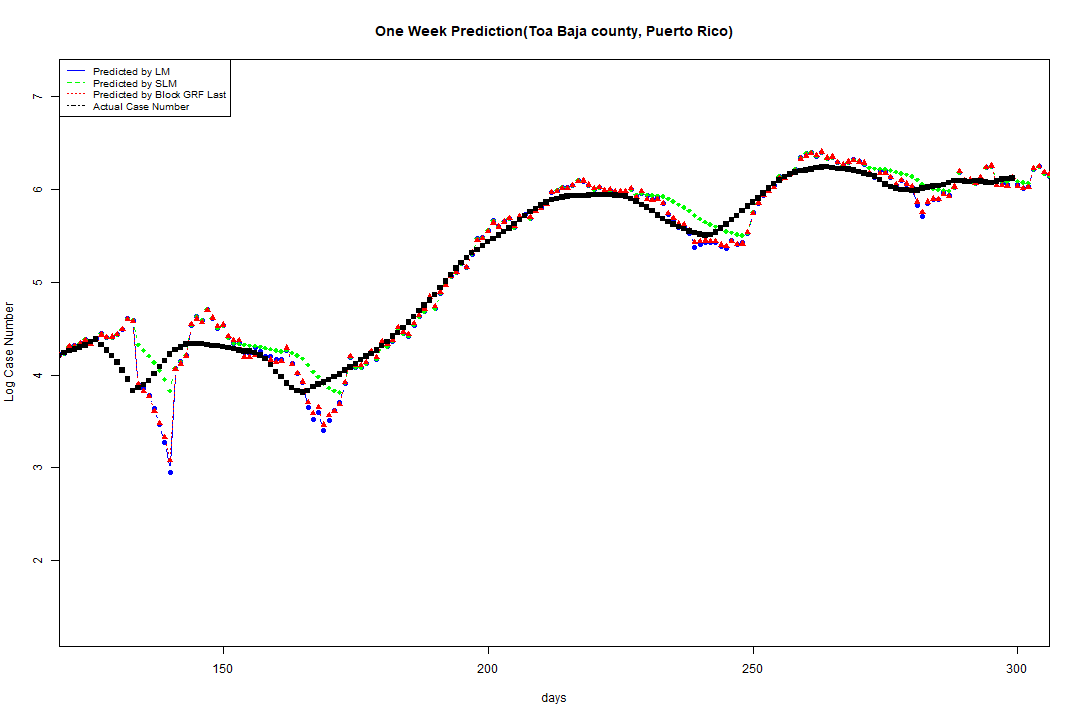 One Week Prediction(Toa Baja county, Puerto Rico)
Predicted by LM
Predicted by SLM
Predicted by Block GRF Last
Actual Case Number
7
6
5
4
3
2
Log Case Number
150 200 250 300
days